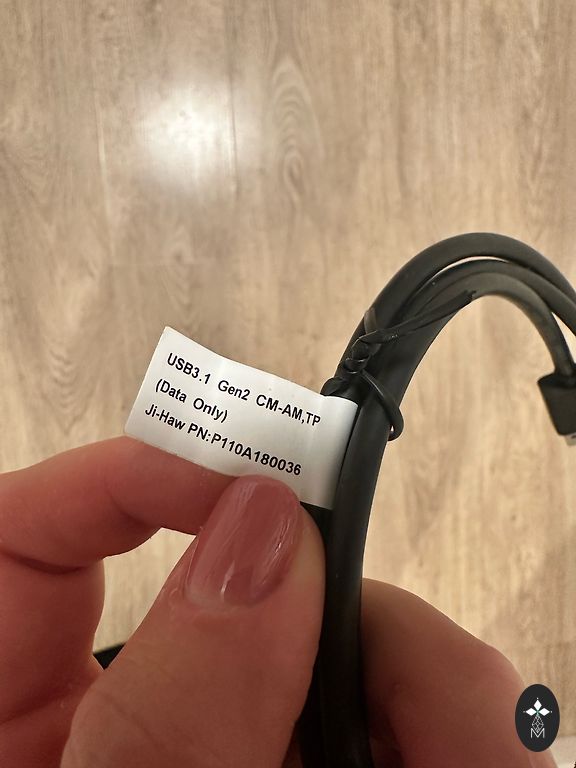 USB3.1 Gen2 CM-AM,TP
(Data Only)
Ji-Haw PN:P110A180036
M